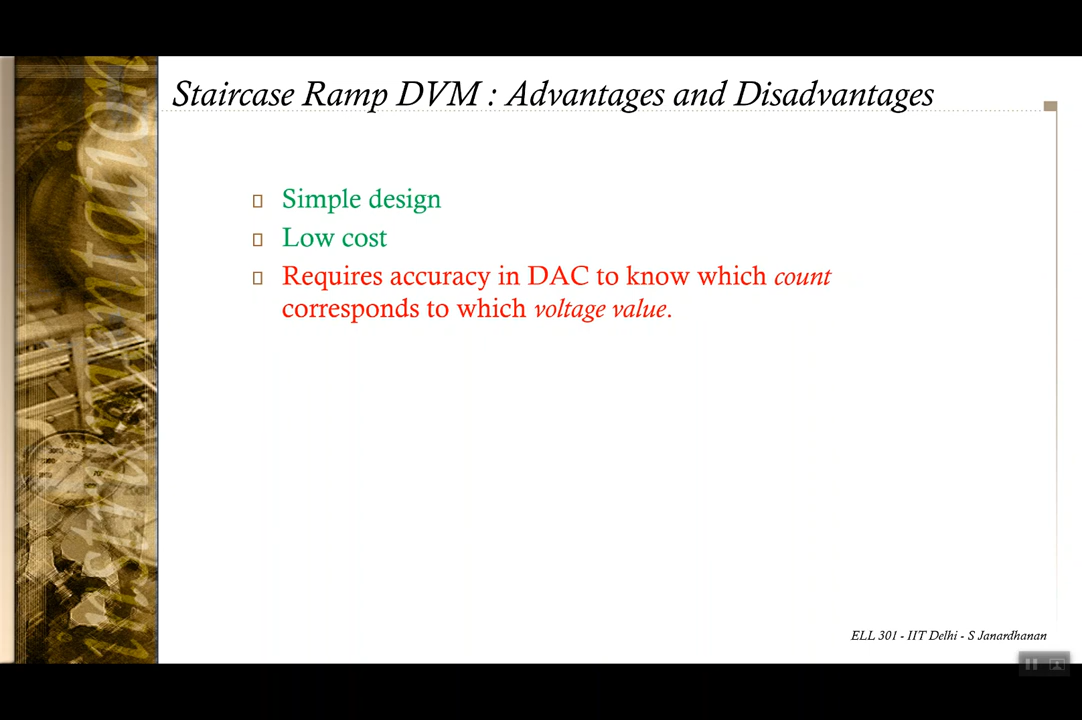 Staircase Ramp DVM : Advantages and Disadvantages
Simple design
Low cost
Requires accuracy in DAC to know which count
corresponds to which voltage value.
instrumentation
ELL 301 - IIT Delhi - S Janardhanan